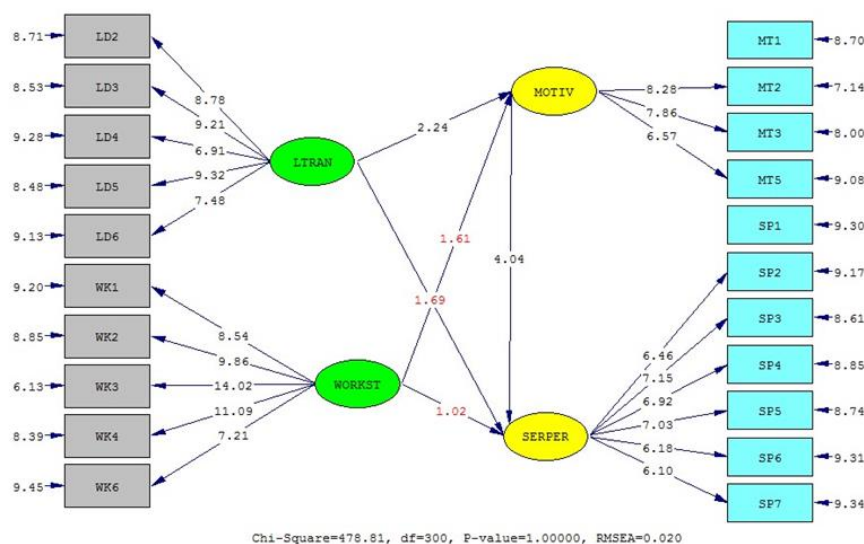 8.71 LD2
8.53 LD3
9.28 LD4
8.48 LD5
9.13 LD6
9.20 WK1
8.85 WK2
6.13 WK3
8.39 WK4
9.45 WK6
8.78
9.21
6.91
9.32
7.48
8.54
9.86
14.02
11.09
7.21
LTRAN
WORKST
2.24
1.61
1.69
4.04
1.02
MOTIV
SERPER
8.28
7.86
6.57
6.46
7.15
6.92
7.03
6.18
6.10
MT1 8.70
MT2 7.14
MT3 8.00
MT5 9.08
SP1 9.30
SP2 9.17
SP3 8.61
SP4 8.85
SP5 8.74
SP6 9.31
SP7 9.34
Chi-Square=478.81, df=300, P-value=1.00000, RMSEA=0.020